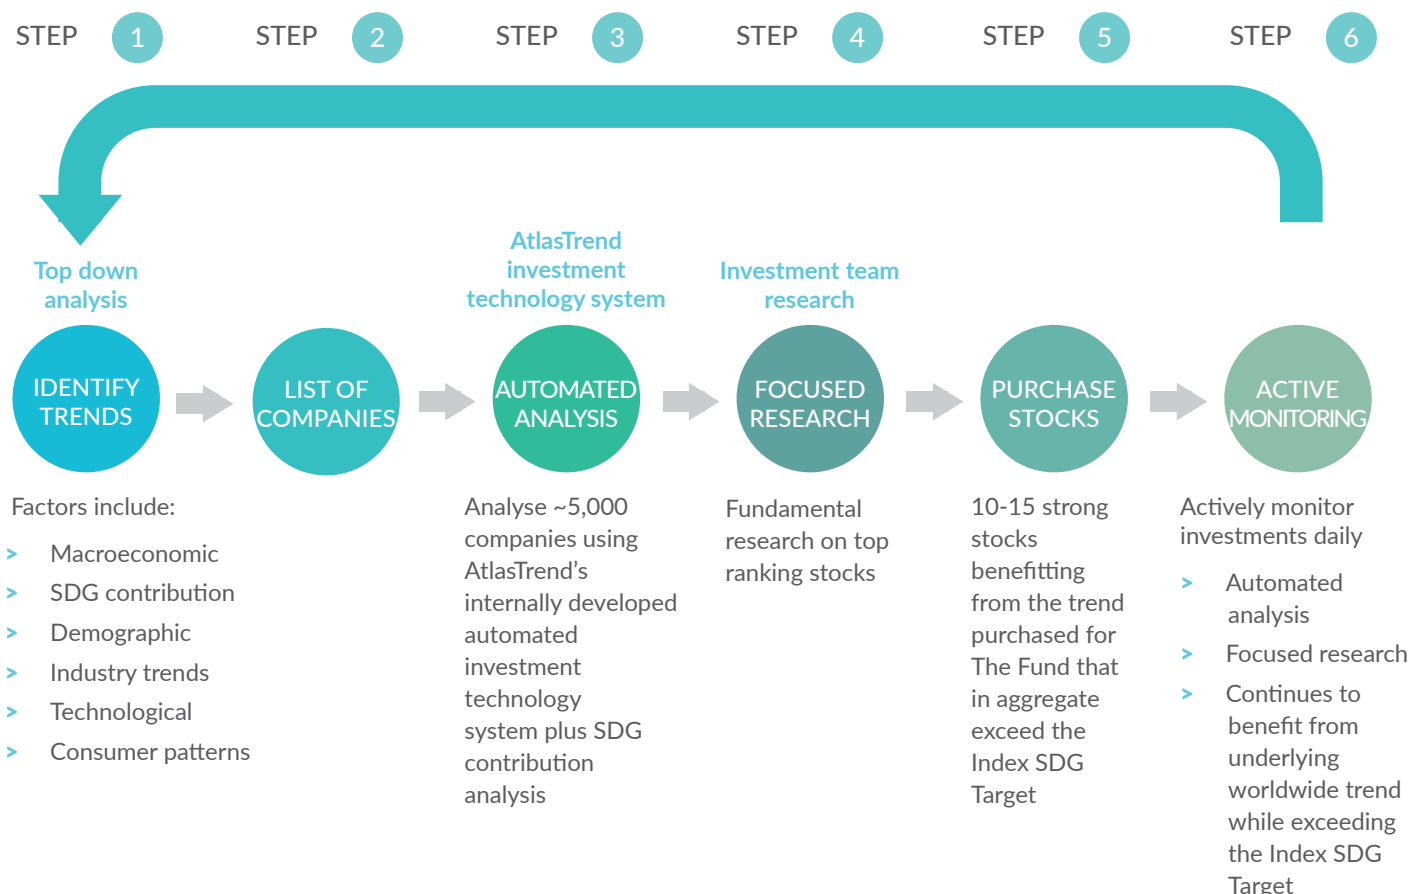 STEP 1
STEP 2
STEP 3
STEP 4
STEP 5
STEP 6
Top down
analysis
IDENTIFY
TRENDS
Factors include:
> Macroeconomic
> SDG contribution
> Demographic
> Industry trends
> Technological
> Consumer patterns
LIST OF
COMPANIES
AtlasTrend
investment
technology system
AUTOMATED
ANALYSIS
Analyse ~5,000
companies using
AtlasTrend’s
internally developed
automated
investment
technology
system plus SDG
contribution
analysis
Investment team
research
FOCUSED
RESEARCH
Fundamental
research on top
ranking stocks
PURCHASE
STOCKS
10-15 strong
stocks
benefitting
from the trend
purchased for
The Fund that
in aggregate
exceed the
Index SDG
Target
ACTIVE
MONITORING
Actively monitor
investments daily
> Automated
analysis
> Focused research
> Continues to
benefit from
underlying
worldwide trend
while exceeding
the Index SDG
Target